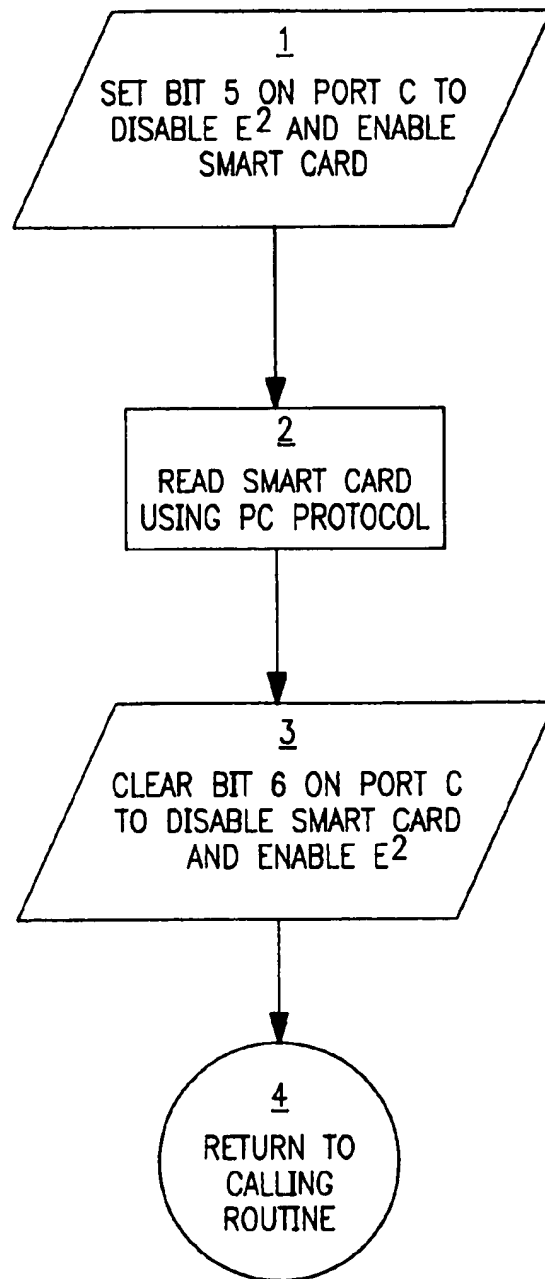 1
SET BIT 5 ON PORT C TO
DISABLE E² AND ENABLE
SMART CARD
2
READ SMART CARD
USING PC PROTOCOL
3
CLEAR BIT 6 ON PORT C
TO DISABLE SMART CARD
AND ENABLE E²
4
RETURN TO
CALLING
ROUTINE